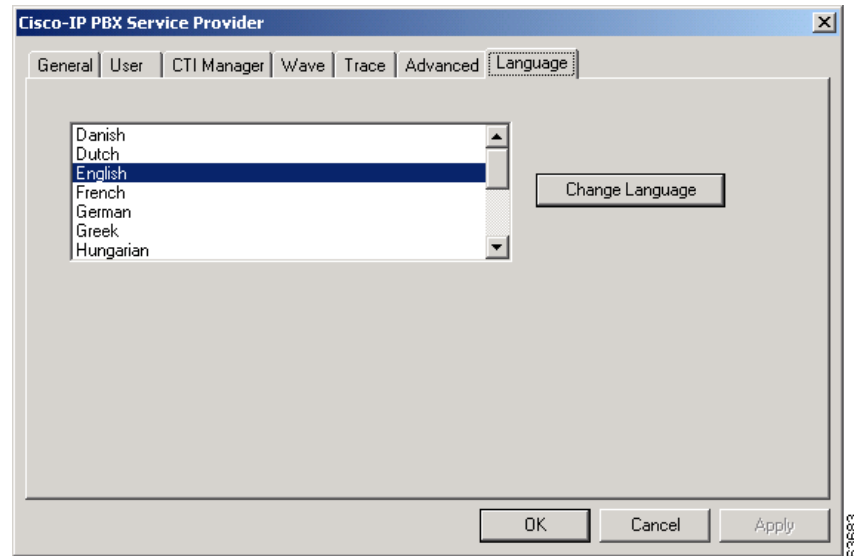 Cisco-IP PBX Service Provider
General User CTI Manager Wave Trace Advanced Language
Danish
Dutch
English
French
German
Greek
Hungarian
Change Language
OK Cancel Apply